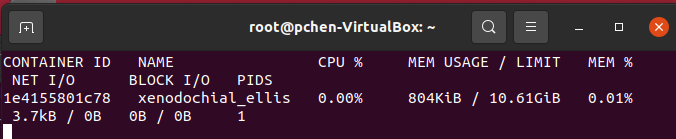 root@pchen-VirtualBox: ~
CONTAINER ID   NAME                  CPU %     MEM USAGE / LIMIT   MEM %
 NET I/O       BLOCK I/O   PIDS
1e4155801c78   xenodochial_ellis   0.00%     804KiB / 10.61GiB   0.01%
 3.7kB / 0B   0B / 0B     1